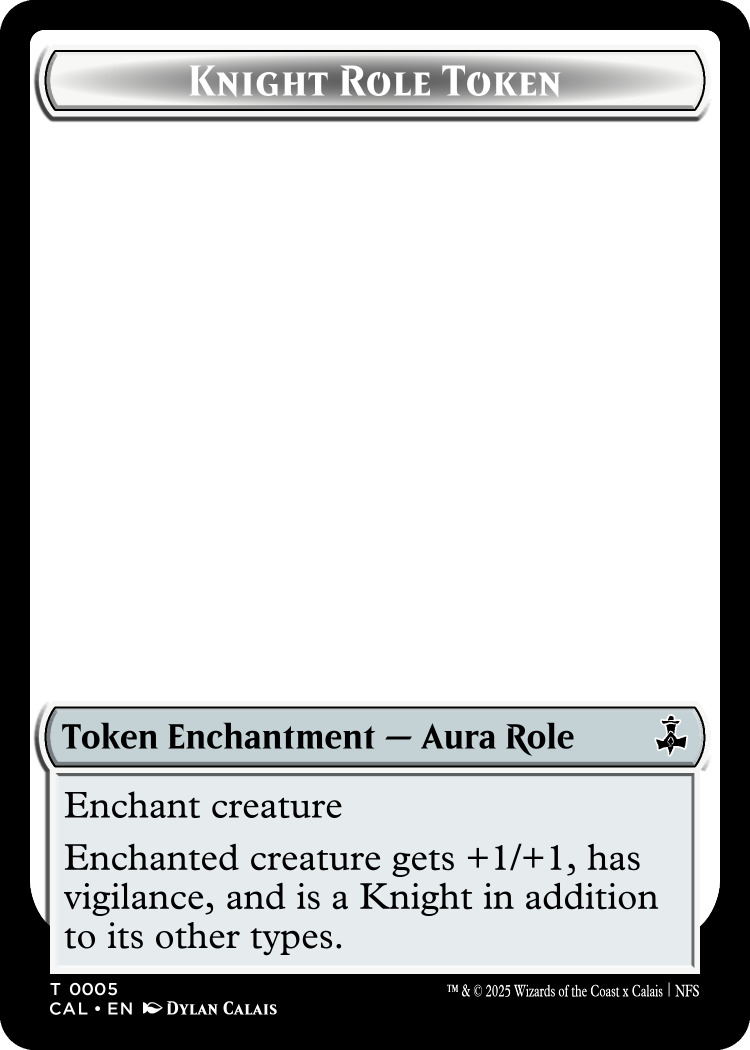 Knight Role Token
Token Enchantment — Aura Role
Enchant creature
Enchanted creature gets +1/+1, has
vigilance, and is a Knight in addition
to its other types.
T 0005
™ & © 2025 Wizards of the Coast x Calais | NFS
CAL • EN Dylan Calais